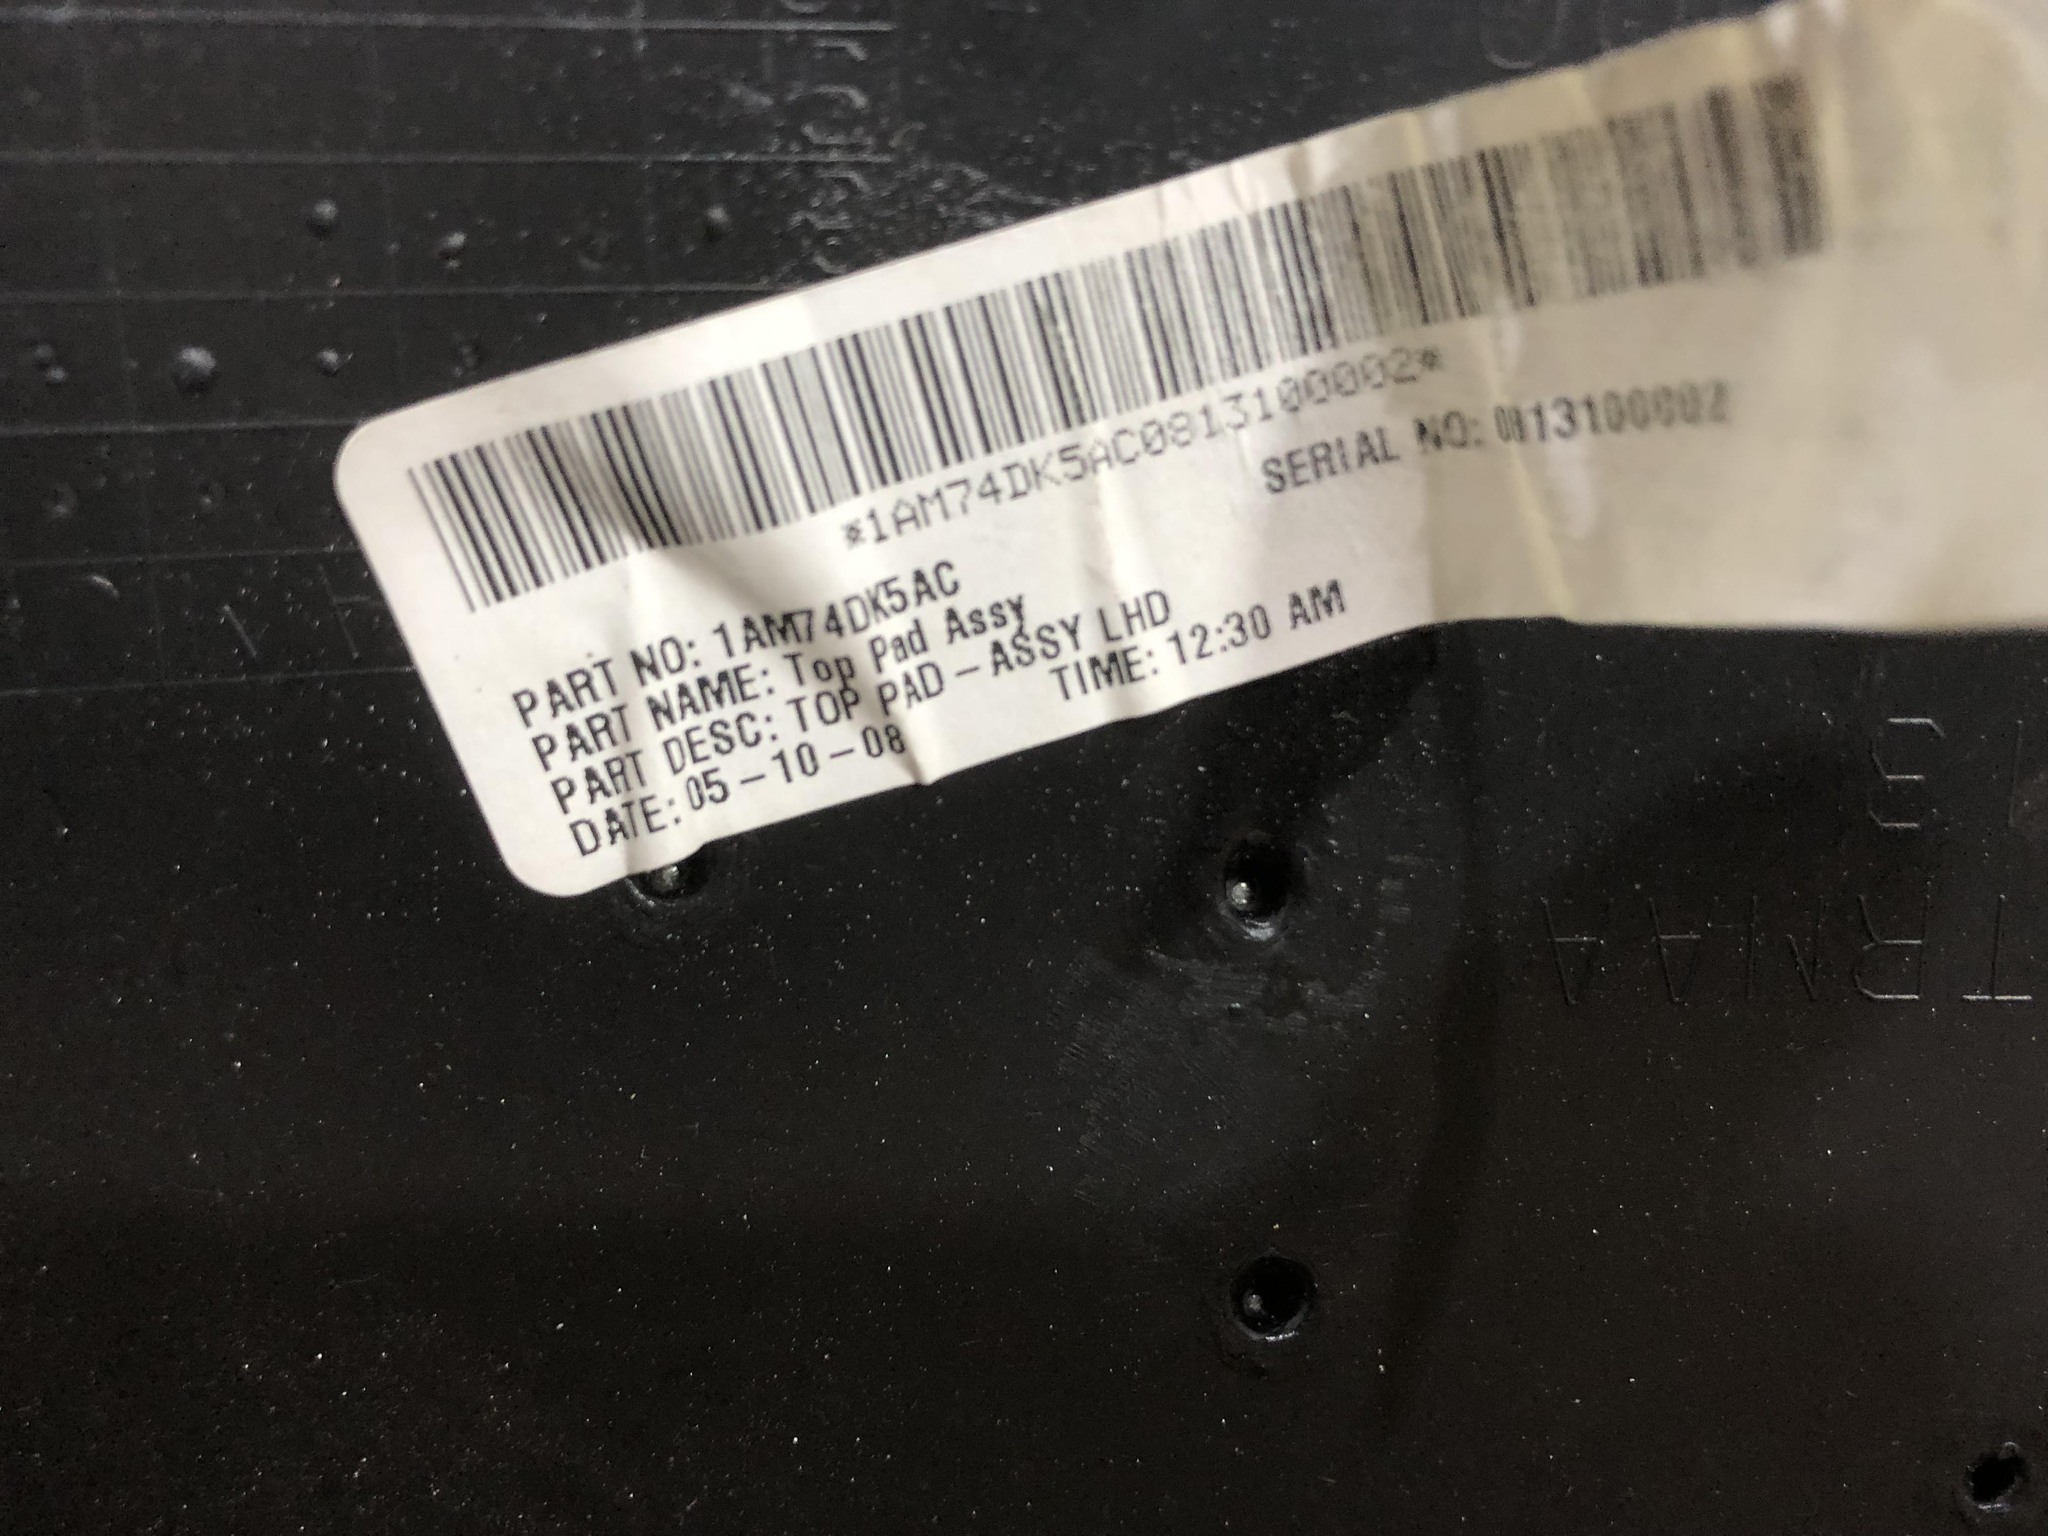 *1AM74DK5AC0813100002*
SERIAL NO: 0813100002
PART NO: 1AM74DK5AC
PART NAME: Top Pad Assy
PART DESC: TOP PAD-ASSY LHD
DATE: 05-10-08 TIME: 12:30 AM